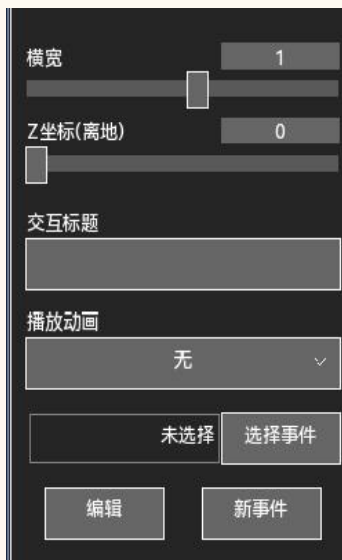 横宽 1
Z坐标(离地) 0
交互标题
播放动画
无
未选择 选择事件
编辑 新事件